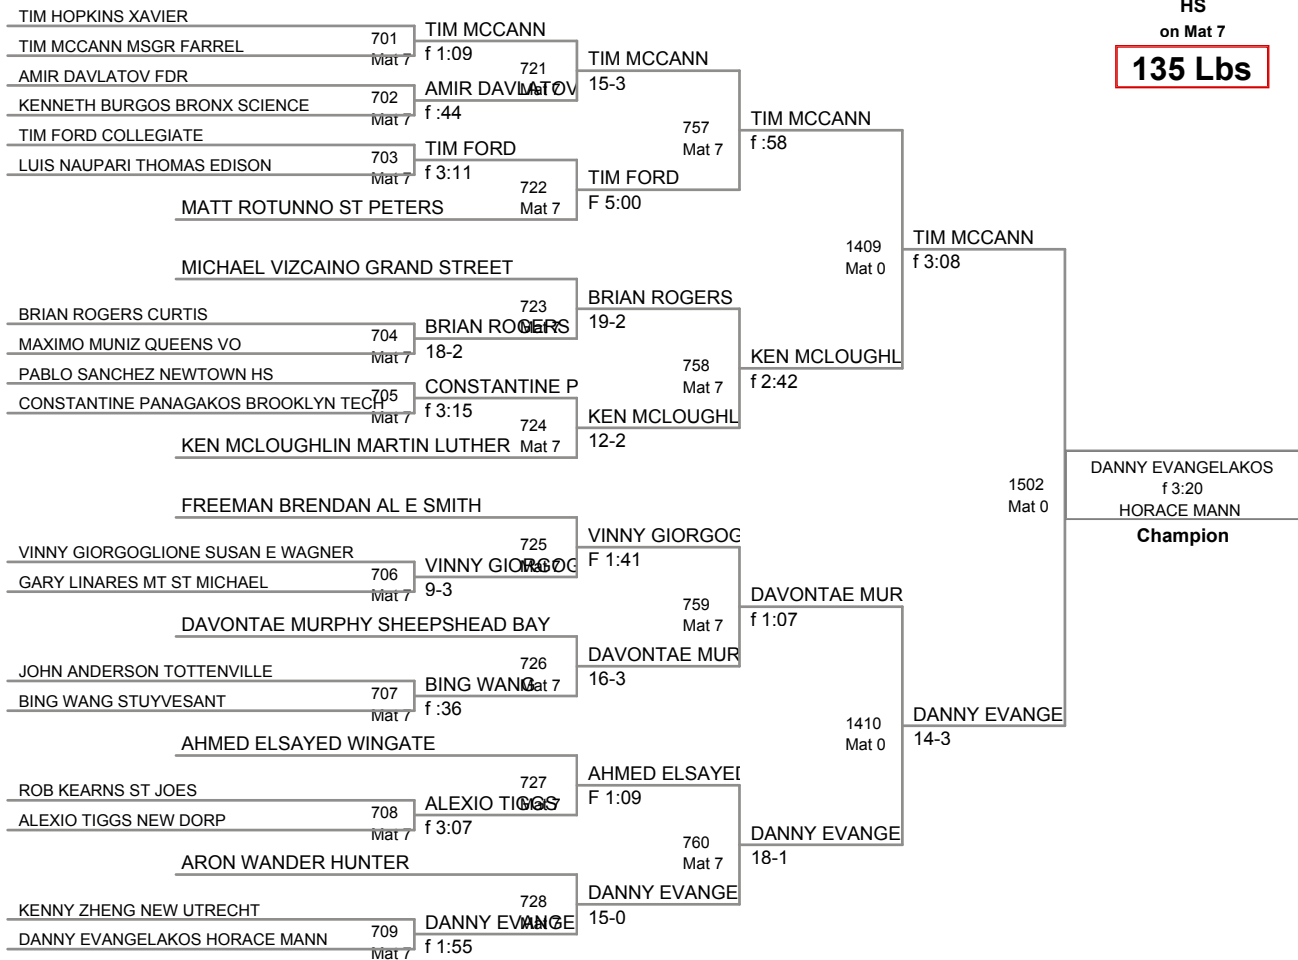 HS
on Mat 7
135 Lbs
TIM HOPKINS XAVIER
TIM MCCANN MSGR FARREL
AMIR DAVLATOV FDR
KENNETH BURGOS BRONX SCIENCE
TIM FORD COLLEGIATE
LUIS NAUPARI THOMAS EDISON
MATT ROTUNNO ST PETERS
MICHAEL VIZCAINO GRAND STREET
BRIAN ROGERS CURTIS
MAXIMO MUNIZ QUEENS VO
PABLO SANCHEZ NEWTOWN HS
CONSTANTINE PANAGAKOS BROOKLYN TECH
KEN MCLOUGHLIN MARTIN LUTHER
FREEMAN BRENDAN AL E SMITH
VINNY GIORGOGLIONE SUSAN E WAGNER
GARY LINARES MT ST MICHAEL
DAVONTAE MURPHY SHEEPSHEAD BAY
JOHN ANDERSON TOTTENVILLE
BING WANG STUYVESANT
AHMED ELSAYED WINGATE
ROB KEARNS ST JOES
ALEXIO TIGGS NEW DORP
ARON WANDER HUNTER
KENNY ZHENG NEW UTRECHT
DANNY EVANGELAKOS HORACE MANN
701
Mat 7
702
Mat 7
703
Mat 7
704
Mat 7
705
Mat 7
706
Mat 7
707
Mat 7
708
Mat 7
709
Mat 7
TIM MCCANN
f 1:09
AMIR DAVLATOV
f :44
TIM FORD
f 3:11
BRIAN ROGERS
18-2
CONSTANTINE P
f 3:15
VINNY GIORGOG
9-3
BING WANG
f :36
ALEXIO TIGGS
f 3:07
DANNY EVANGE
f 1:55
721
Mat 7
722
Mat 7
723
Mat 7
724
Mat 7
725
Mat 7
726
Mat 7
727
Mat 7
728
Mat 7
TIM MCCANN
15-3
TIM FORD
F 5:00
BRIAN ROGERS
19-2
KEN MCLOUGHL
12-2
VINNY GIORGOG
F 1:41
DAVONTAE MUR
16-3
AHMED ELSAYED
F 1:09
DANNY EVANGE
15-0
757
Mat 7
758
Mat 7
759
Mat 7
760
Mat 7
TIM MCCANN
f :58
KEN MCLOUGHL
f 2:42
DAVONTAE MUR
f 1:07
DANNY EVANGE
18-1
1409
Mat 0
1410
Mat 0
TIM MCCANN
f 3:08
DANNY EVANGE
14-3
1502
Mat 0
DANNY EVANGELAKOS
f 3:20
HORACE MANN
Champion